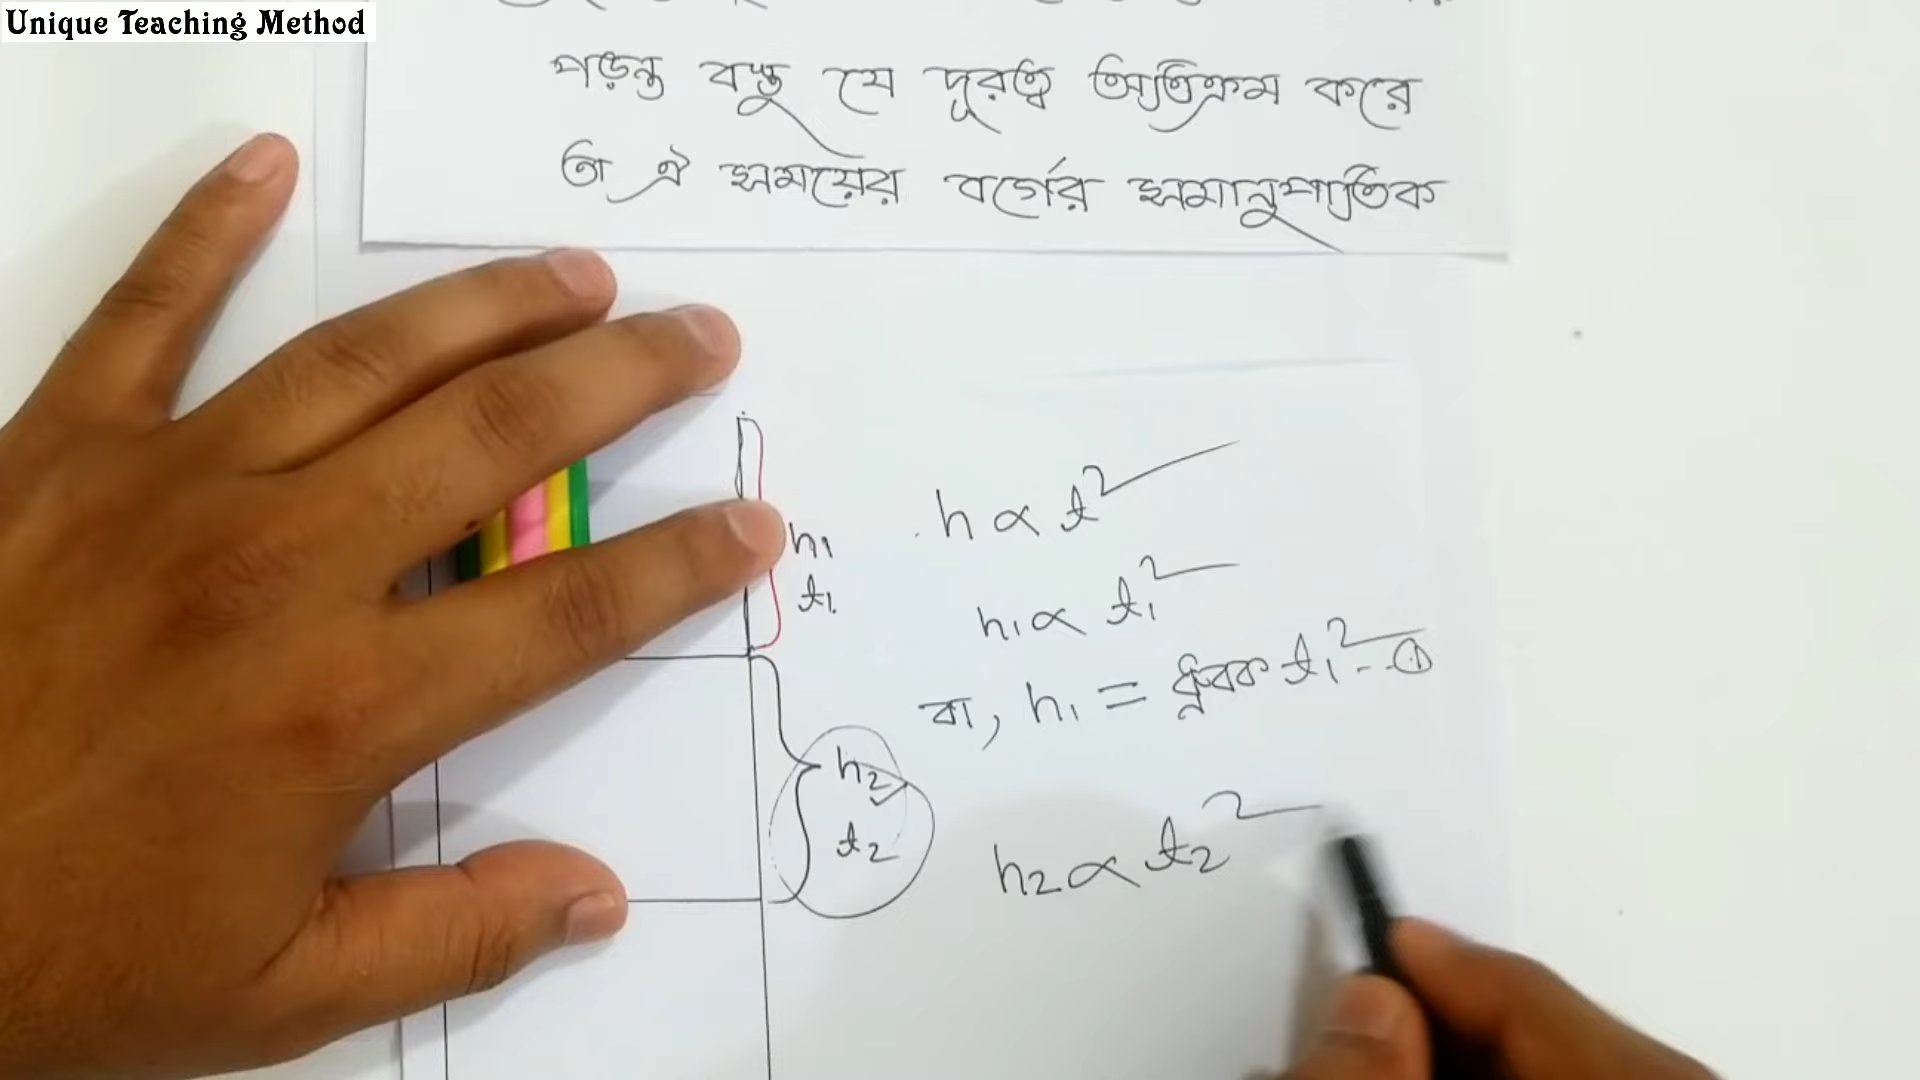 Unique Teaching Method
পড়ন্ত বস্তু যে দূরত্ব অতিক্রম করে
তা ঐ সময়ের বর্গের সমানুপাতিক
h₁
t₁
h ∝ t²
h₁ ∝ t₁²
বা, h₁ = ধ্রুবক t₁² -- ①
h₂
t₂
h₂ ∝ t₂²